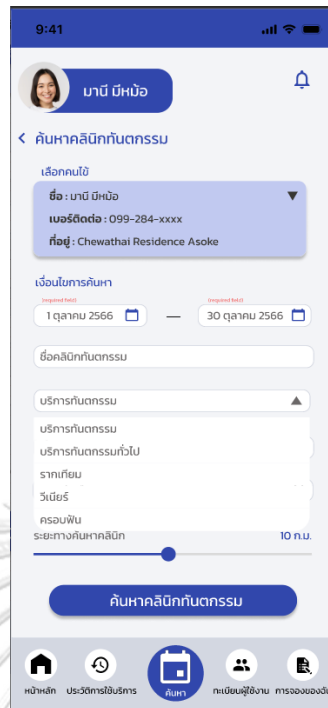 9:41
มานี มีหม้อ
ค้นหาคลินิกทันตกรรม
เลือกคนไข้
ชื่อ : มานี มีหม้อ
เบอร์ติดต่อ : 099-284-xxxx
ที่อยู่ : Chewathai Residence Asoke
เงื่อนไขการค้นหา
(required field) (required field)
1 ตุลาคม 2566 — 30 ตุลาคม 2566
ชื่อคลินิกทันตกรรม
บริการทันตกรรม
บริการทันตกรรม
บริการทันตกรรมทั่วไป
รากเทียม
วีเนียร์
ครอบฟัน
ระยะทางค้นหาคลินิก 10 ก.ม.
ค้นหาคลินิกทันตกรรม
หน้าหลัก ประวัติการใช้บริการ ค้นหา ทะเบียนผู้ใช้งาน การจองของฉัน